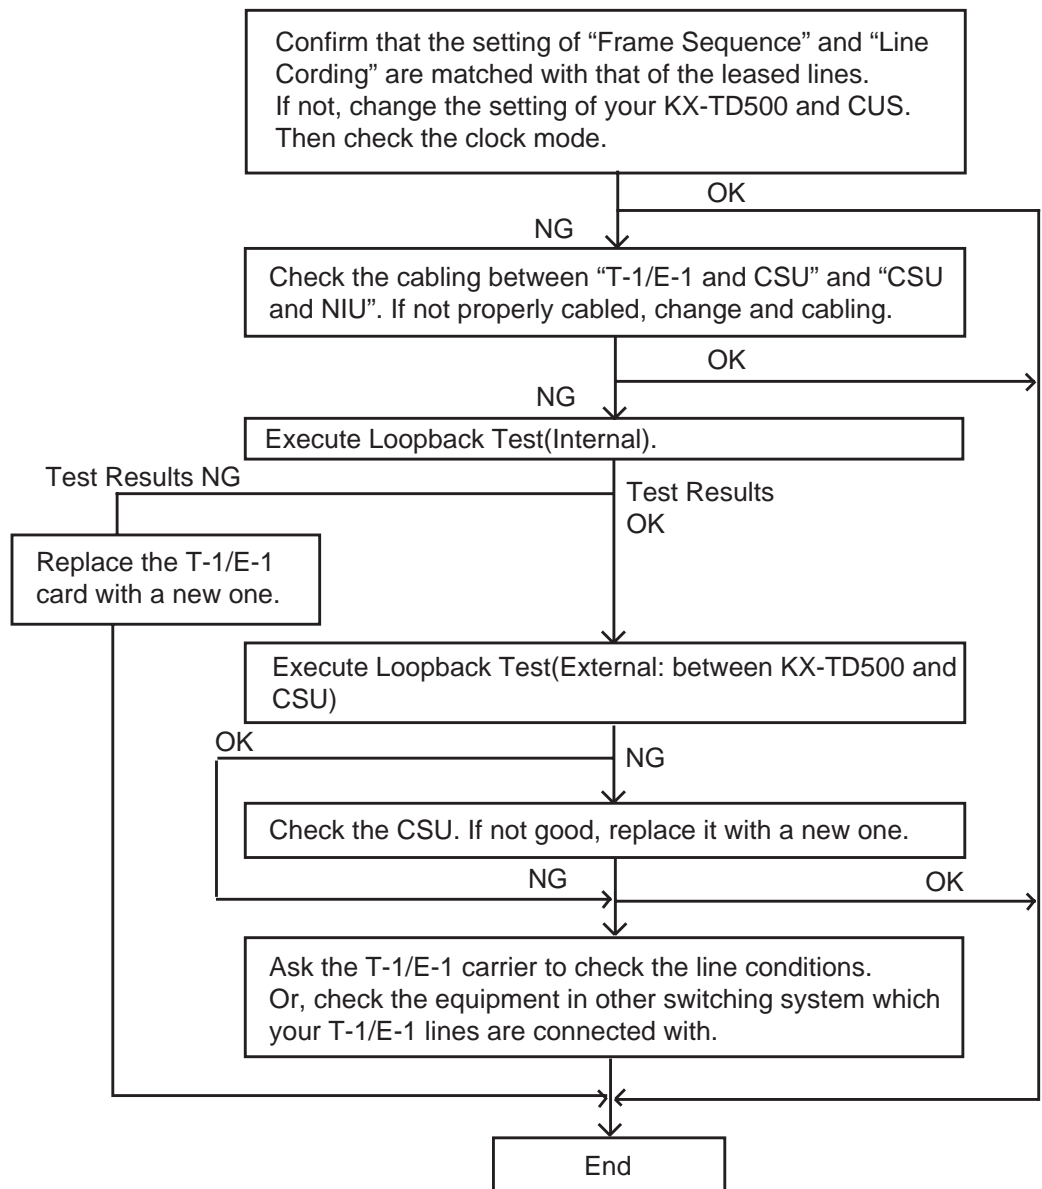 Confirm that the setting of “Frame Sequence” and “Line
Cording” are matched with that of the leased lines.
If not, change the setting of your KX-TD500 and CUS.
Then check the clock mode.
OK
NG
Check the cabling between “T-1/E-1 and CSU” and “CSU
and NIU”. If not properly cabled, change and cabling.
OK
NG
Execute Loopback Test(Internal).
Test Results NG
Test Results
OK
Replace the T-1/E-1
card with a new one.
Execute Loopback Test(External: between KX-TD500 and
CSU)
OK
NG
Check the CSU. If not good, replace it with a new one.
NG
OK
Ask the T-1/E-1 carrier to check the line conditions.
Or, check the equipment in other switching system which
your T-1/E-1 lines are connected with.
End